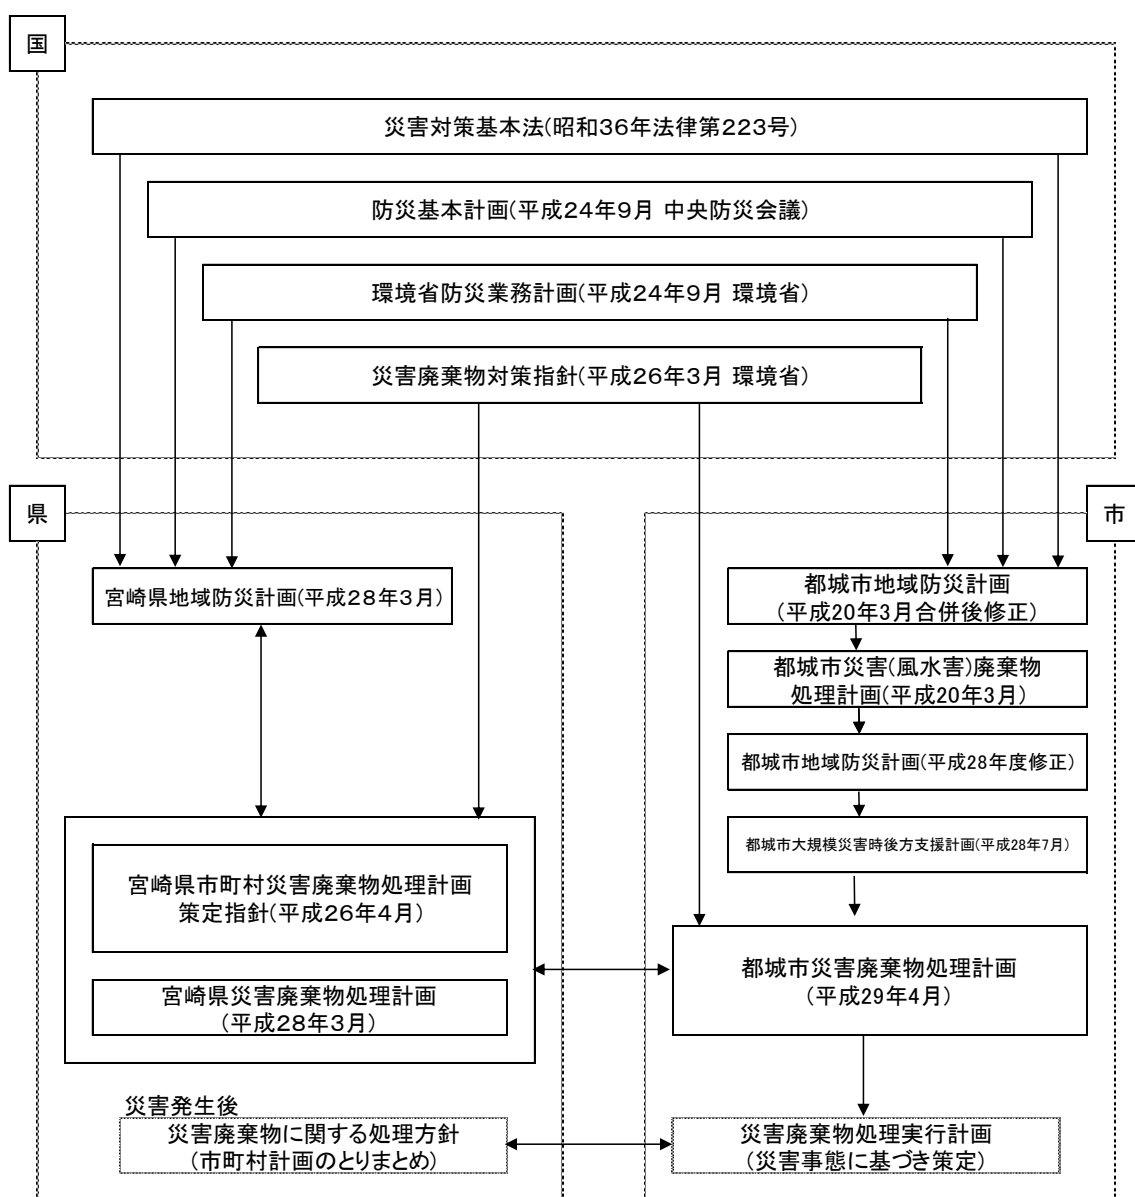 国
災害対策基本法(昭和36年法律第223号)
防災基本計画(平成24年9月 中央防災会議)
環境省防災業務計画(平成24年9月 環境省)
災害廃棄物対策指針(平成26年3月 環境省)
県
市
宮崎県地域防災計画(平成28年3月)
都城市地域防災計画
(平成20年3月合併後修正)
都城市災害(風水害)廃棄物
処理計画(平成20年3月)
都城市地域防災計画(平成28年度修正)
都城市大規模災害時後方支援計画(平成28年7月)
宮崎県市町村災害廃棄物処理計画
策定指針(平成26年4月)
宮崎県災害廃棄物処理計画
(平成28年3月)
都城市災害廃棄物処理計画
(平成29年4月)
災害発生後
災害廃棄物に関する処理方針
(市町村計画のとりまとめ)
災害廃棄物処理実行計画
(災害事態に基づき策定)